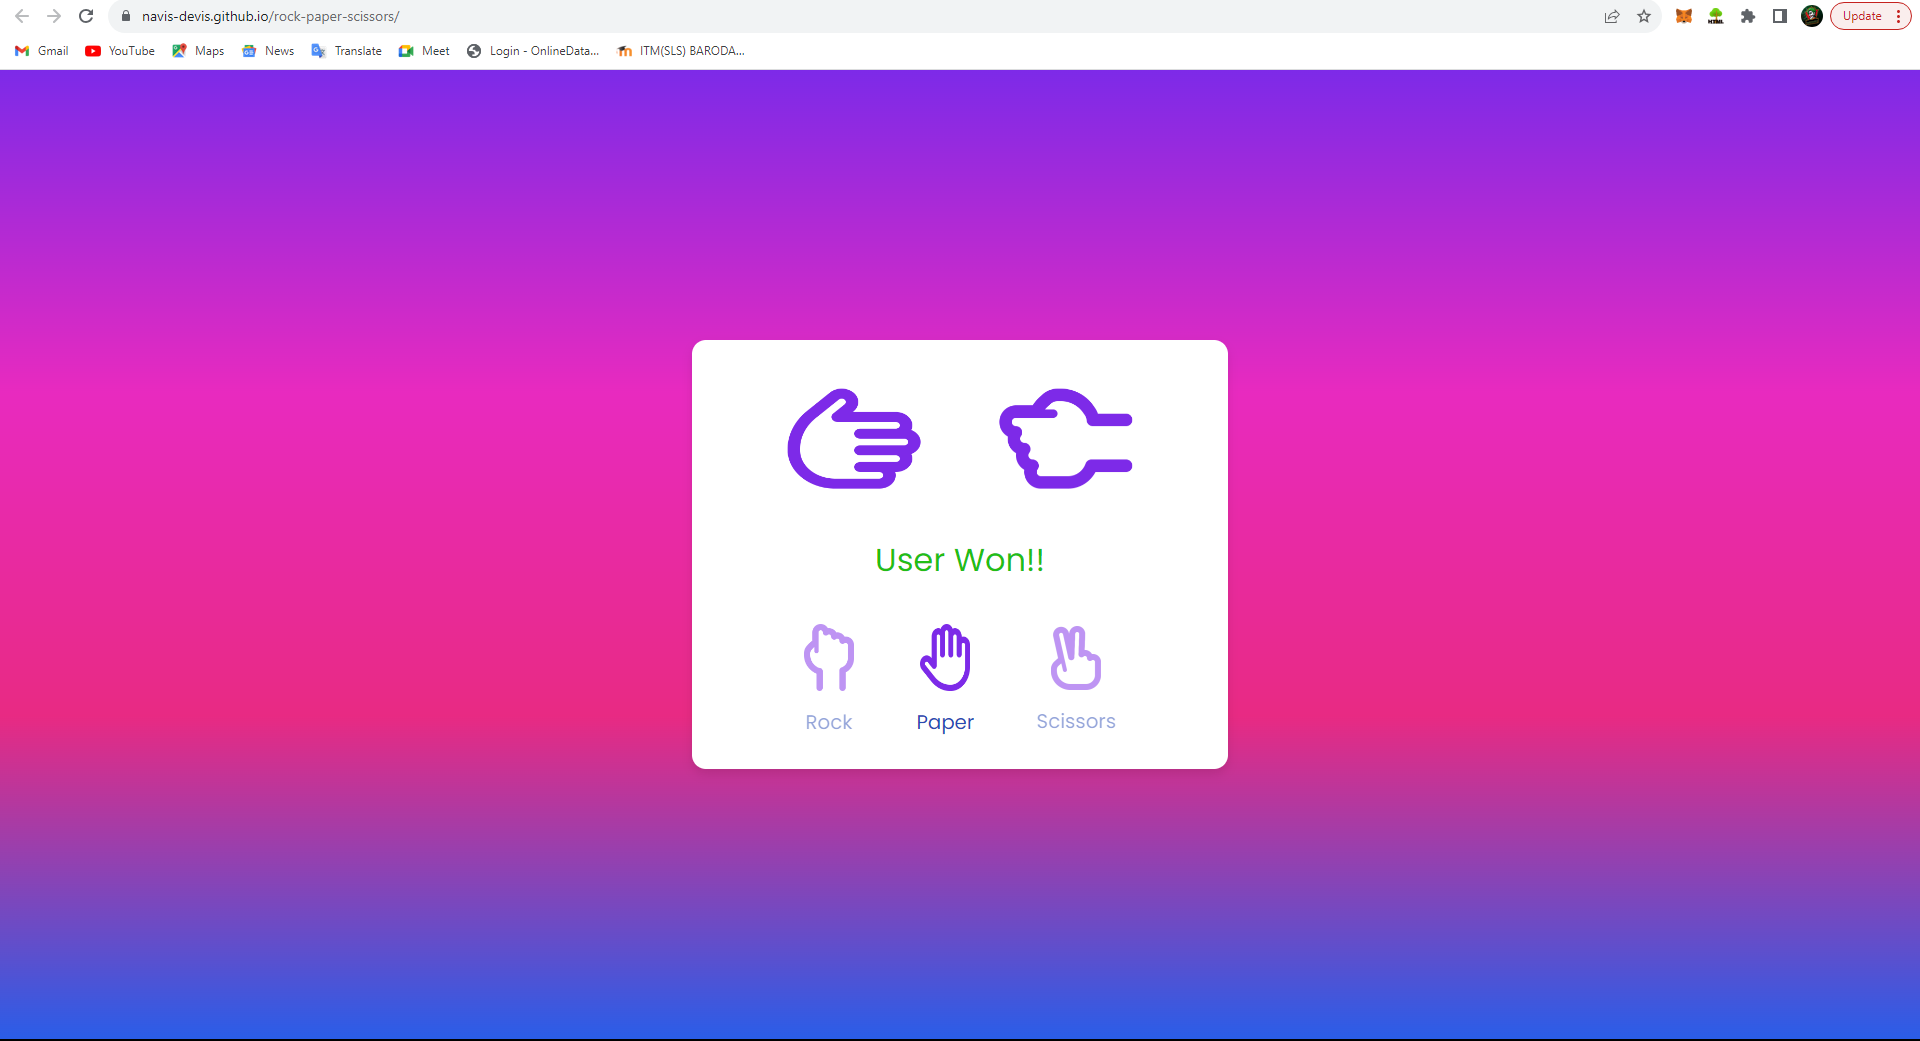 navis-devis.github.io/rock-paper-scissors/
Update
Gmail YouTube Maps News Translate Meet Login - OnlineData... ITM(SLS) BARODA...
User Won!!
Rock Paper Scissors